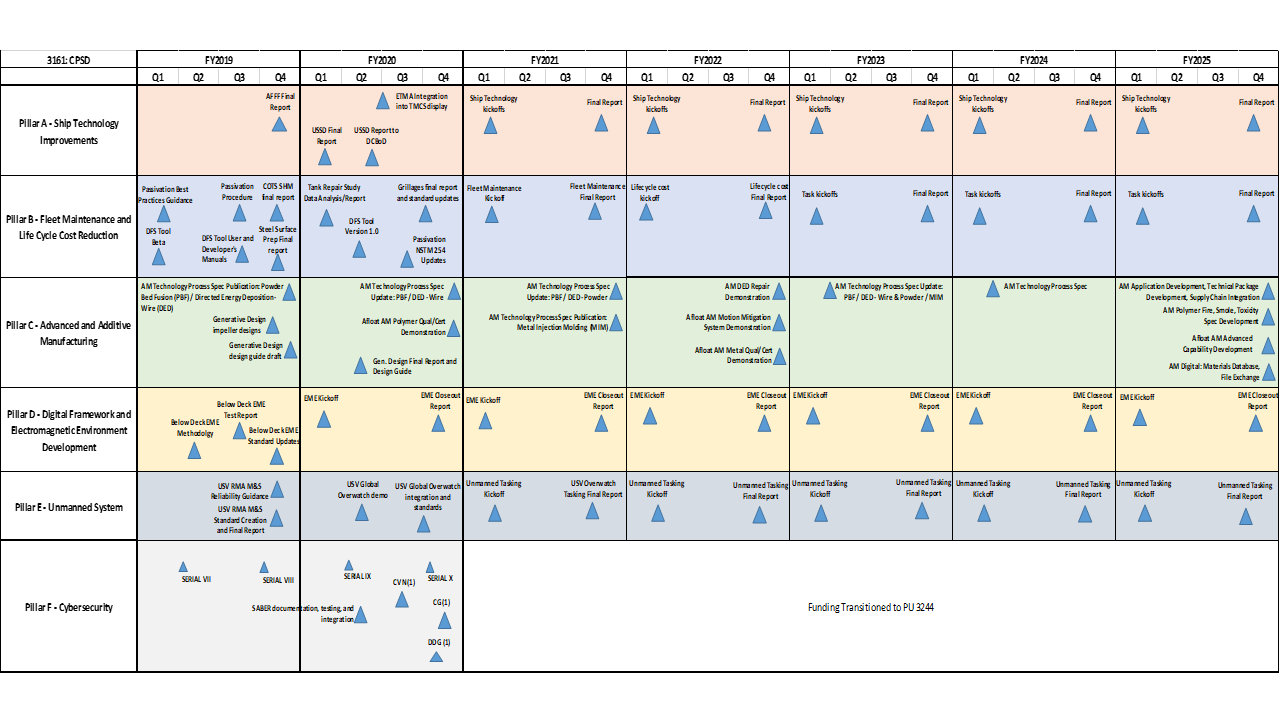 3161: CPSD FY2019 FY2020 FY2021 FY2022 FY2023 FY2024 FY2025
Q1 Q2 Q3 Q4 Q1 Q2 Q3 Q4 Q1 Q2 Q3 Q4 Q1 Q2 Q3 Q4 Q1 Q2 Q3 Q4 Q1 Q2 Q3 Q4 Q1 Q2 Q3 Q4
Pillar A - Ship Technology
Improvements
AFFF Final
Report
ETMA Integration
into TMCS display
USSD Final
Report
USSD Report to
DCBoD
Ship Technology
kickoffs
Final Report
Ship Technology
kickoffs
Final Report
Ship Technology
kickoffs
Final Report
Ship Technology
kickoffs
Final Report
Ship Technology
kickoffs
Final Report
Pillar B - Fleet Maintenance and
Life Cycle Cost Reduction
Passivation Best
Practices Guidance
Passivation
Procedure
COTS SHM
final report
DFS Tool
Beta
DFS Tool User and
Developer's
Manuals
Steel Surface
Prep Final
report
Tank Repair Study
Data Analysis/Report
Grillages final report
and standard updates
DFS Tool
Version 1.0
Passivation
NSTM 254
Updates
Fleet Maintenance
Kickoff
Fleet Maintenance
Final Report
Lifecycle cost
kickoff
Lifecycle cost
Final Report
Task kickoffs
Final Report
Task kickoffs
Final Report
Task kickoffs
Final Report
Pillar C - Advanced and Additive
Manufacturing
AM Technology Process Spec Publication: Powder
Bed Fusion (PBF) / Directed Energy Deposition-
Wire (DED)
Generative Design
impeller designs
Generative Design
design guide draft
AM Technology Process Spec
Update: PBF / DED - Wire
Afloat AM Polymer Qual/Cert
Demonstration
Gen. Design Final Report and
Design Guide
AM Technology Process Spec
Update: PBF / DED- Powder
AM Technology Process Spec Publication:
Metal Injection Molding (MIM)
AM DED Repair
Demonstration
Afloat AM Motion Mitigation
System Demonstration
Afloat AM Metal Qual/Cert
Demonstration
AM Technology Process Spec Update:
PBF / DED- Wire & Powder / MIM
AM Technology Process Spec
AM Application Development, Technical Package
Development, Supply Chain Integration
AM Polymer Fire, Smoke, Toxicity
Spec Development
Afloat AM Advanced
Capability Development
AM Digital: Materials Database,
File Exchange
Pillar D - Digital Framework and
Electromagnetic Environment
Development
Below Deck EME
Methodolgy
Below Deck EME
Test Report
Below Deck EME
Standard Updates
EME Kickoff
EME Closeout
Report
EME Kickoff
EME Closeout
Report
EME Kickoff
EME Closeout
Report
EME Kickoff
EME Closeout
Report
EME Kickoff
EME Closeout
Report
EME Kickoff
EME Closeout
Report
Pillar E - Unmanned System
USV RMA M&S
Reliability Guidance
USV RMA M&S
Standard Creation
and Final Report
USV Global
Overwatch demo
USV Global Overwatch
integration and
standards
Unmanned Tasking
Kickoff
USV Overwatch
Tasking Final Report
Unmanned Tasking
Kickoff
Unmanned Tasking
Final Report
Unmanned Tasking
Kickoff
Unmanned Tasking
Final Report
Unmanned Tasking
Kickoff
Unmanned Tasking
Final Report
Unmanned Tasking
Kickoff
Unmanned Tasking
Final Report
Pillar F - Cybersecurity
SERIAL VII
SERIAL VIII
SERIAL IX
SERIAL X
CVN (1)
SABER documentation, testing, and
integration
CG (1)
DDG (1)
Funding Transitioned to PU 3244